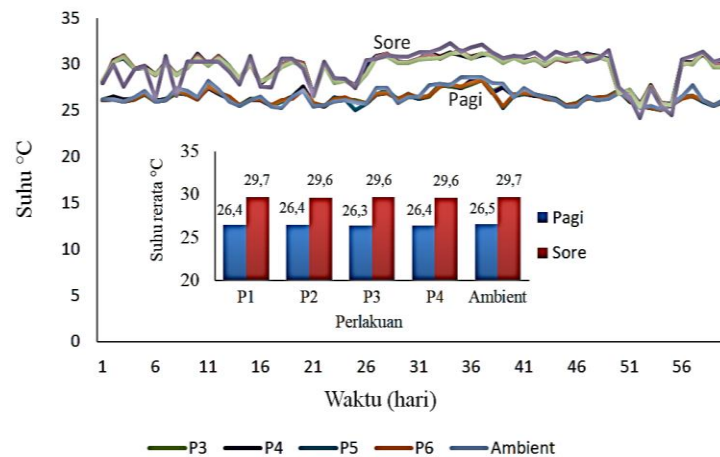 35
30
25
20
15
10
5
0
Suhu °C
Sore
Pagi
35
30
25
20
Suhu rerata °C
26,4 29,7 26,4 29,6 26,3 29,6 26,4 29,6 26,5 29,7
P1 P2 P3 P4 Ambient
Perlakuan
Pagi
Sore
1 6 11 16 21 26 31 36 41 46 51 56
Waktu (hari)
P3 P4 P5 P6 Ambient